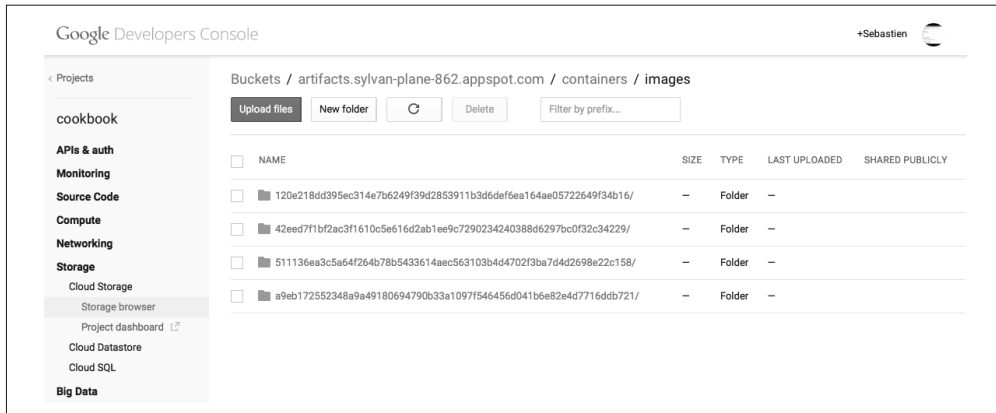 Google Developers Console
+Sebastien
< Projects
cookbook
APIs & auth
Monitoring
Source Code
Compute
Networking
Storage
Cloud Storage
Storage browser
Project dashboard
Cloud Datastore
Cloud SQL
Big Data
Buckets / artifacts.sylvan-plane-862.appspot.com / containers / images
Upload files New folder Delete Filter by prefix...
NAME SIZE TYPE LAST UPLOADED SHARED PUBLICLY
120e218dd395ec314e7b6249f39d2853911b3d6def6ea164ae05722649f34b16/ – Folder –
42eed7f1bf2ac3f1610c5e616d2ab1ee9c7290234240388d6297bc0f32c34229/ – Folder –
511136ea3c5a64f264b78b5433614aec563103b4d4702f3ba7d4d2698e22c158/ – Folder –
a9eb172552348a9a49180694790b33a1097f546456d041b6e82e4d7716ddb721/ – Folder –